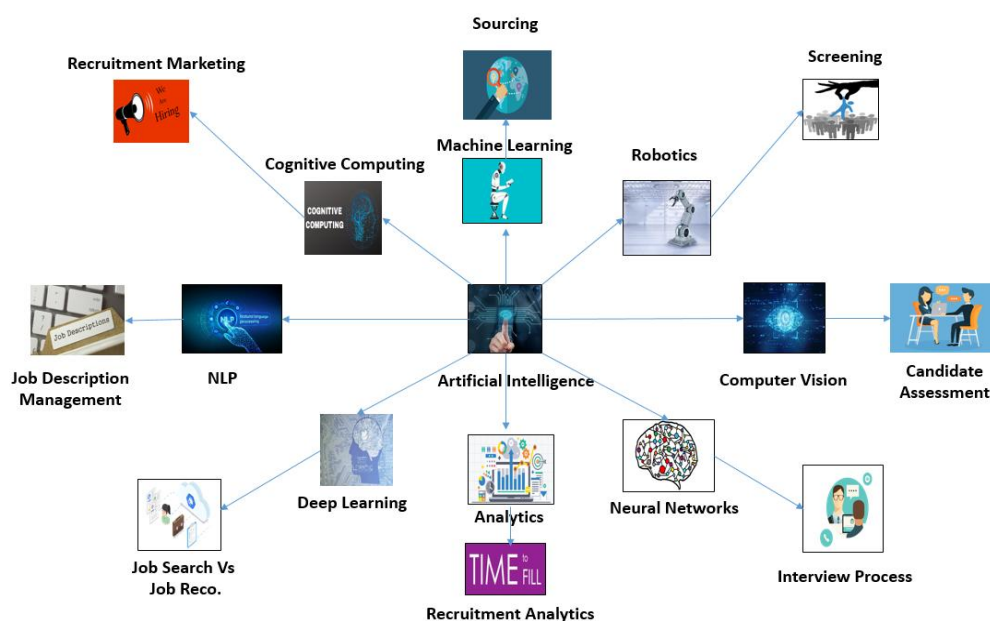 Sourcing
Recruitment Marketing
Screening
We
Are
Hiring
Machine Learning
Cognitive Computing
Robotics
COGNITIVE
COMPUTING
Job Descriptions
NLP
Job Description
Management
NLP
Artificial Intelligence
Computer Vision
Candidate
Assessment
Deep Learning
Analytics
Neural Networks
Job Search Vs
Job Reco.
TIME to
FILL
Interview Process
Recruitment Analytics